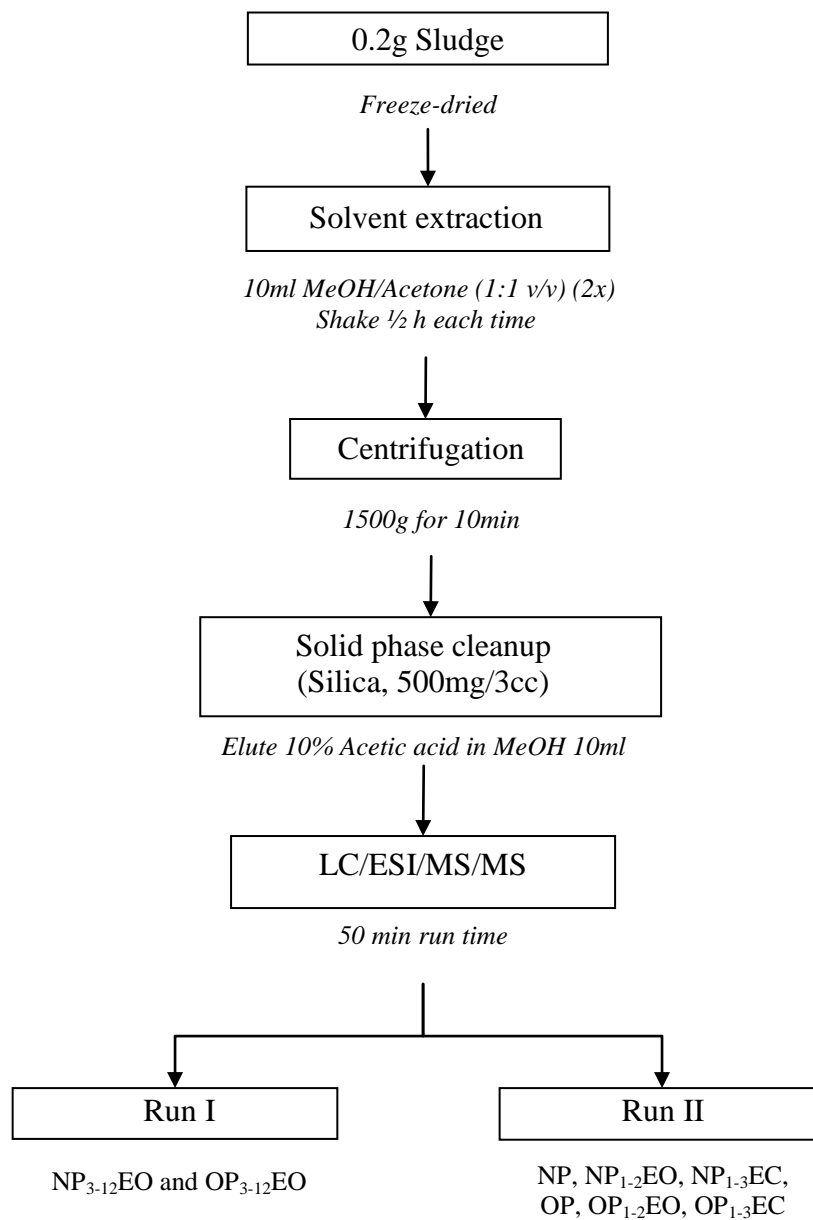 0.2g Sludge
Freeze-dried
Solvent extraction
10ml MeOH/Acetone (1:1 v/v) (2x)
Shake ½ h each time
Centrifugation
1500g for 10min
Solid phase cleanup
(Silica, 500mg/3cc)
Elute 10% Acetic acid in MeOH 10ml
LC/ESI/MS/MS
50 min run time
Run I
NP₃₋₁₂EO and OP₃₋₁₂EO
Run II
NP, NP₁₋₂EO, NP₁₋₃EC,
OP, OP₁₋₂EO, OP₁₋₃EC